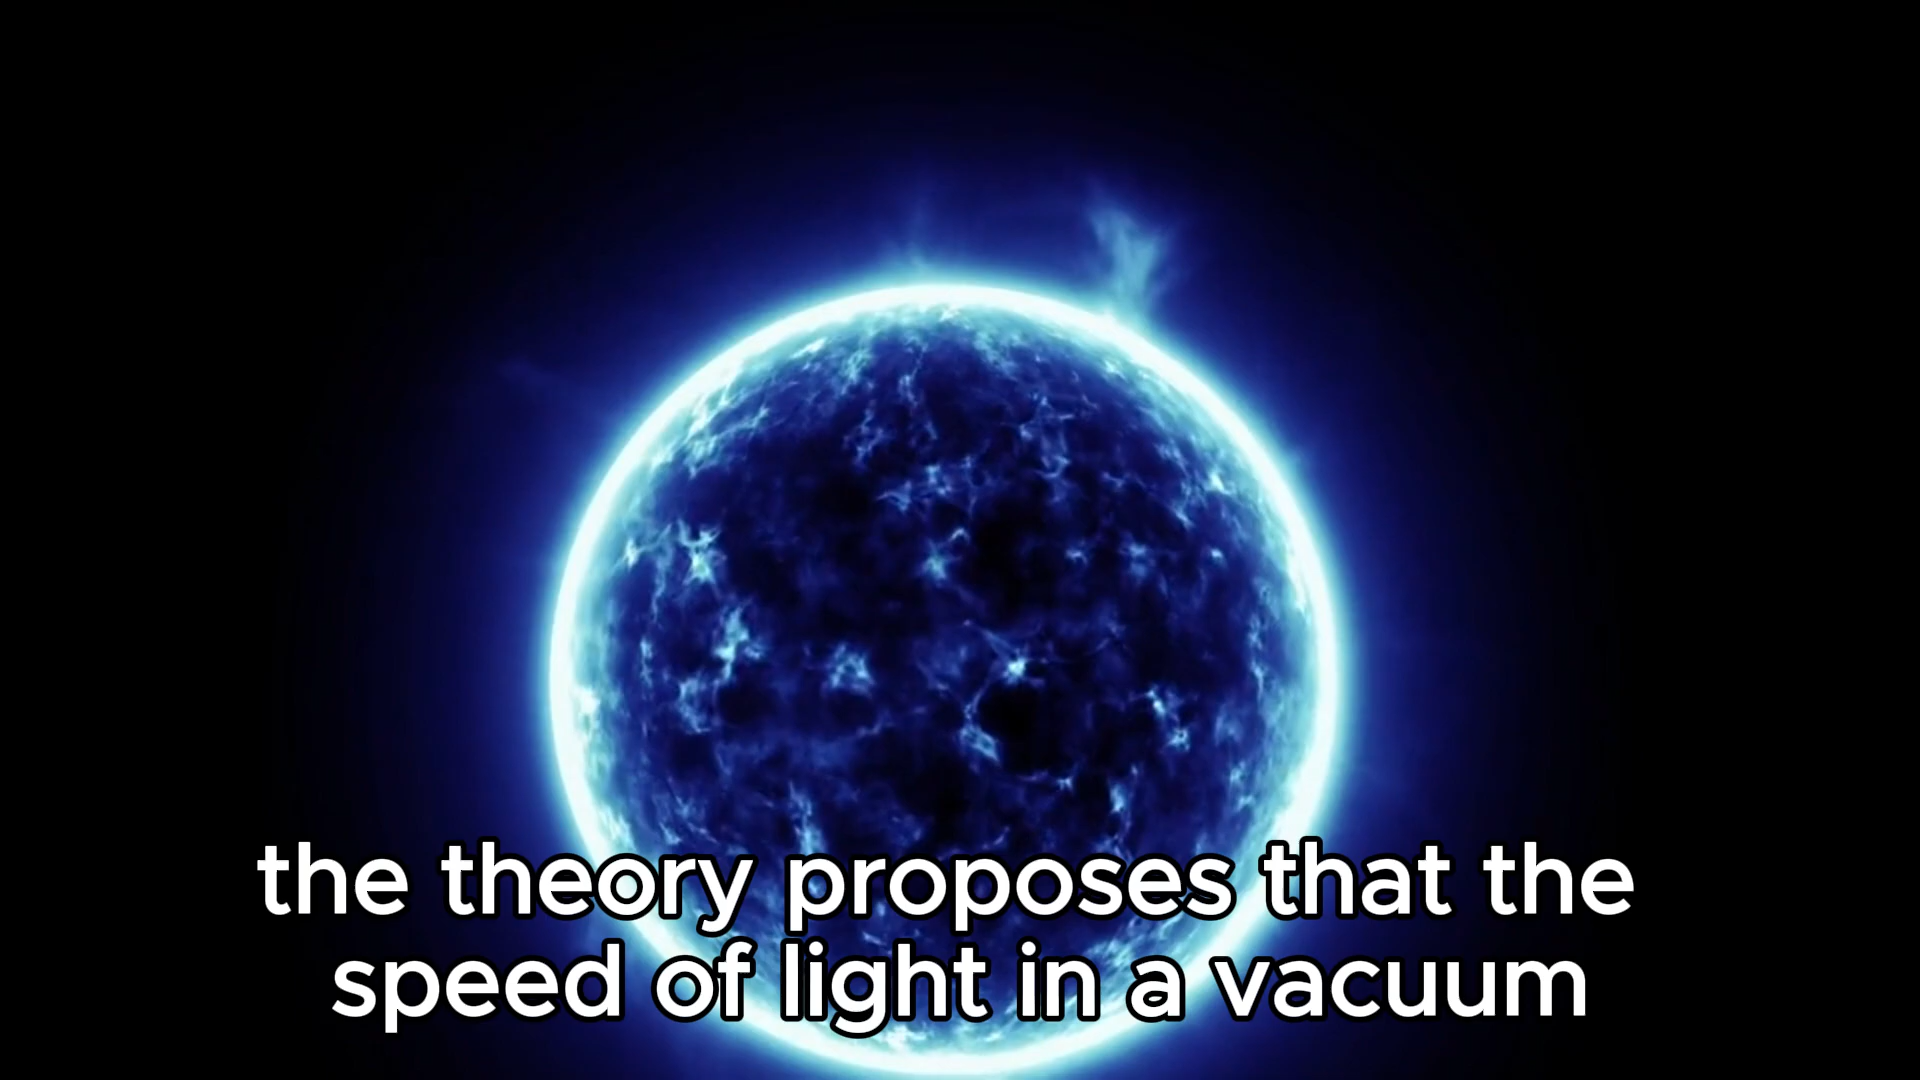 the theory proposes that the
speed of light in a vacuum